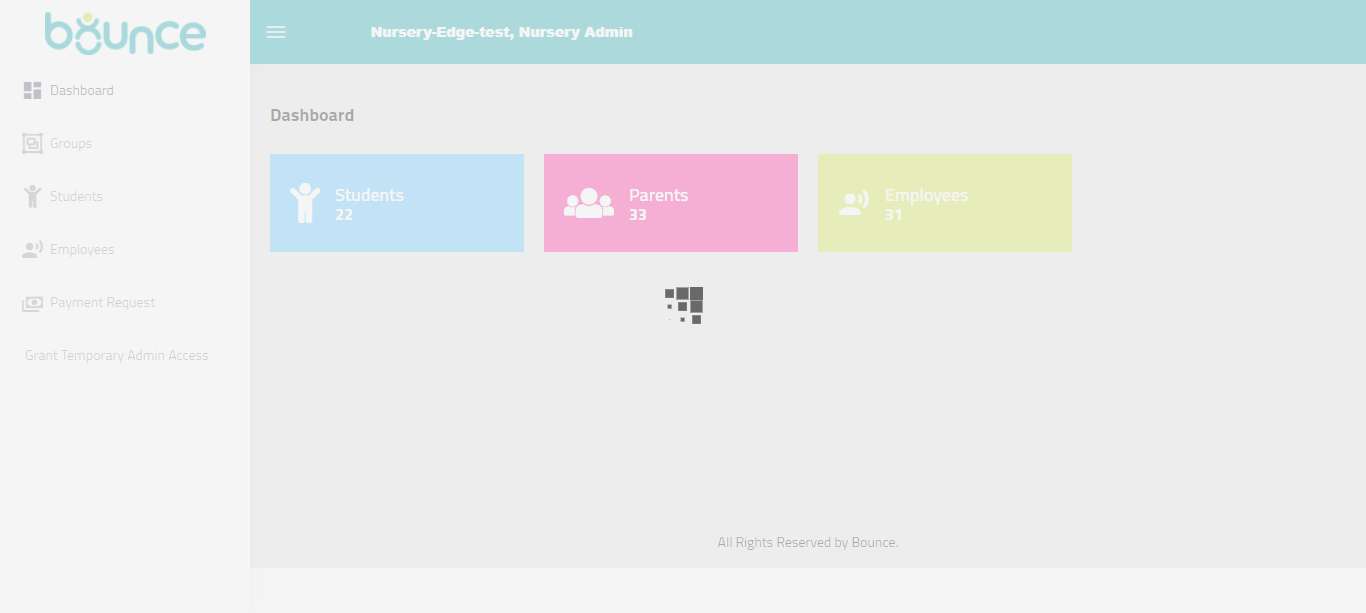 bounce
Nursery-Edge-test, Nursery Admin
Dashboard
Groups
Students
Employees
Payment Request
Grant Temporary Admin Access
Dashboard
Students
22
Parents
33
Employees
31
All Rights Reserved by Bounce.